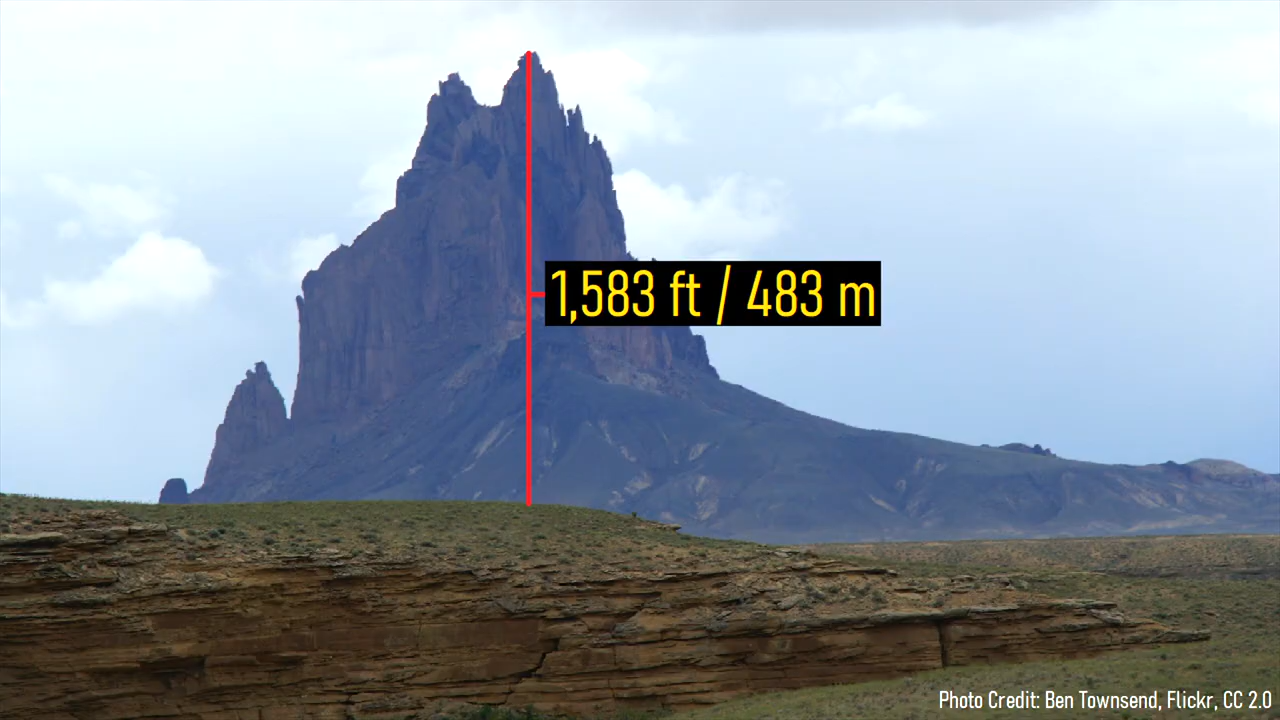 1,583 ft / 483 m
Photo Credit: Ben Townsend, Flickr, CC 2.0